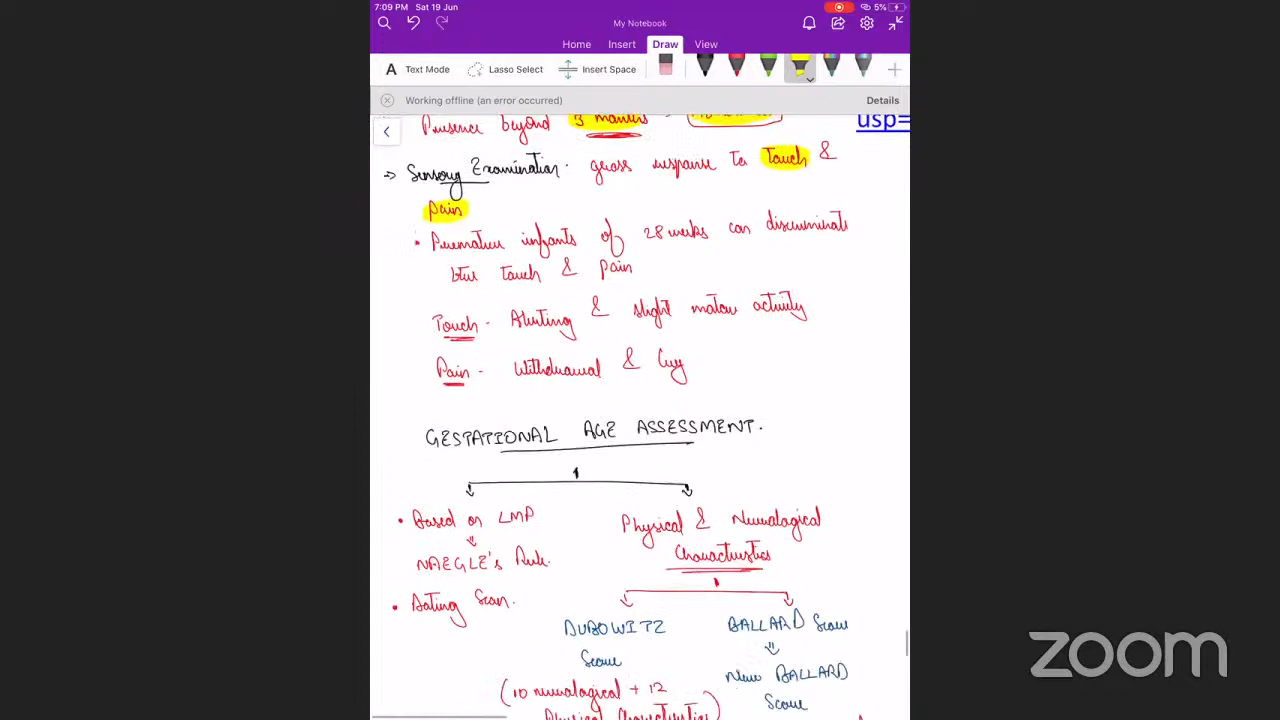 7:09 PM Sat 19 Jun 5%
My Notebook
Home Insert Draw View
A Text Mode Lasso Select Insert Space
Working offline (an error occurred) Details
Presence beyond 3 months
usp=
=> Sensory Examination - gross response to Touch &
Pain
• Premature infants of 28 weeks can discriminate
btw touch & pain
Touch - Alerting & slight motor activity
Pain - Withdrawal & Cry
GESTATIONAL AGE ASSESSMENT.
• Based on LMP
NAEGLE's Rule.
• Dating Scan.
Physical & Neurological
Characteristics
DUBOWITZ
Score
(10 neurological + 12
Physical Characteristics)
BALLARD Score
New BALLARD
Score
zoom